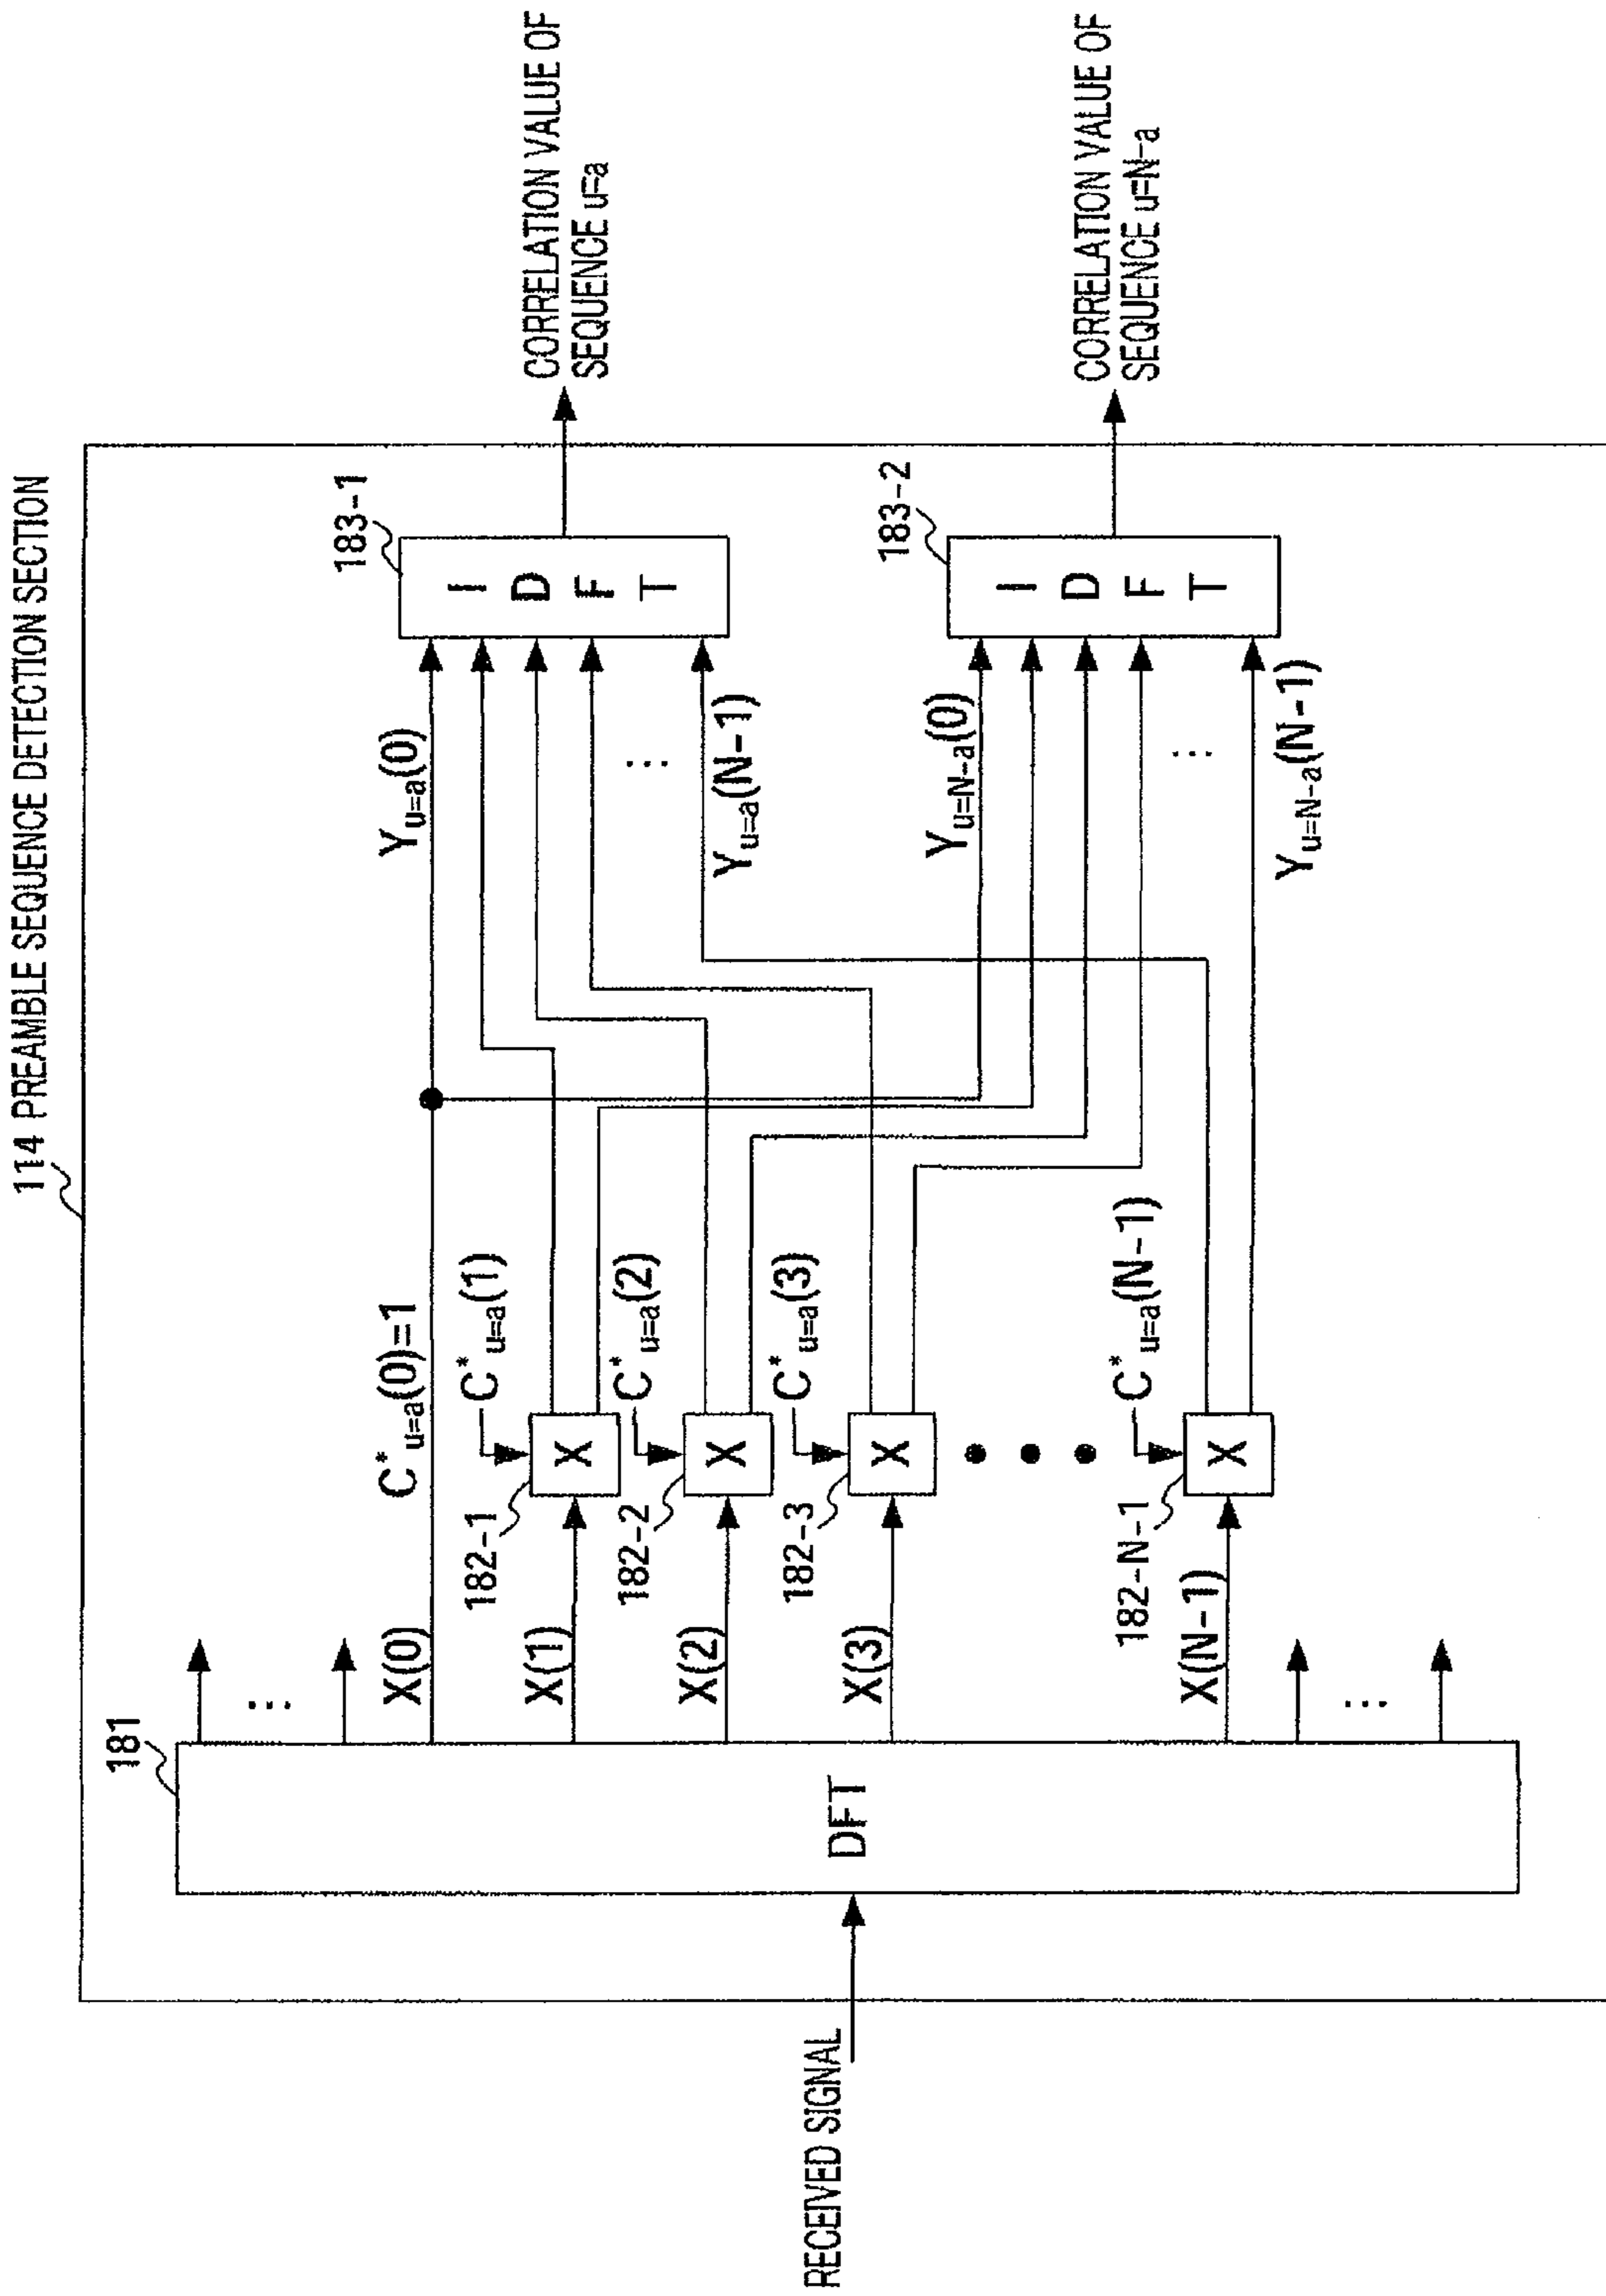 114 PREAMBLE SEQUENCE DETECTION SECTION
RECEIVED SIGNAL
181
DFT
...
X(0)
X(1)
X(2)
X(3)
X(N-1)
...
C*u=a(0)=1
182-1
C*u=a(1)
X
182-2
C*u=a(2)
X
182-3
C*u=a(3)
X
182-N-1
C*u=a(N-1)
X
Yu=a(0)
...
Yu=a(N-1)
183-1
IDFT
CORRELATION VALUE OF
SEQUENCE u=a
Yu=N-a(0)
...
Yu=N-a(N-1)
183-2
IDFT
CORRELATION VALUE OF
SEQUENCE u=N-a